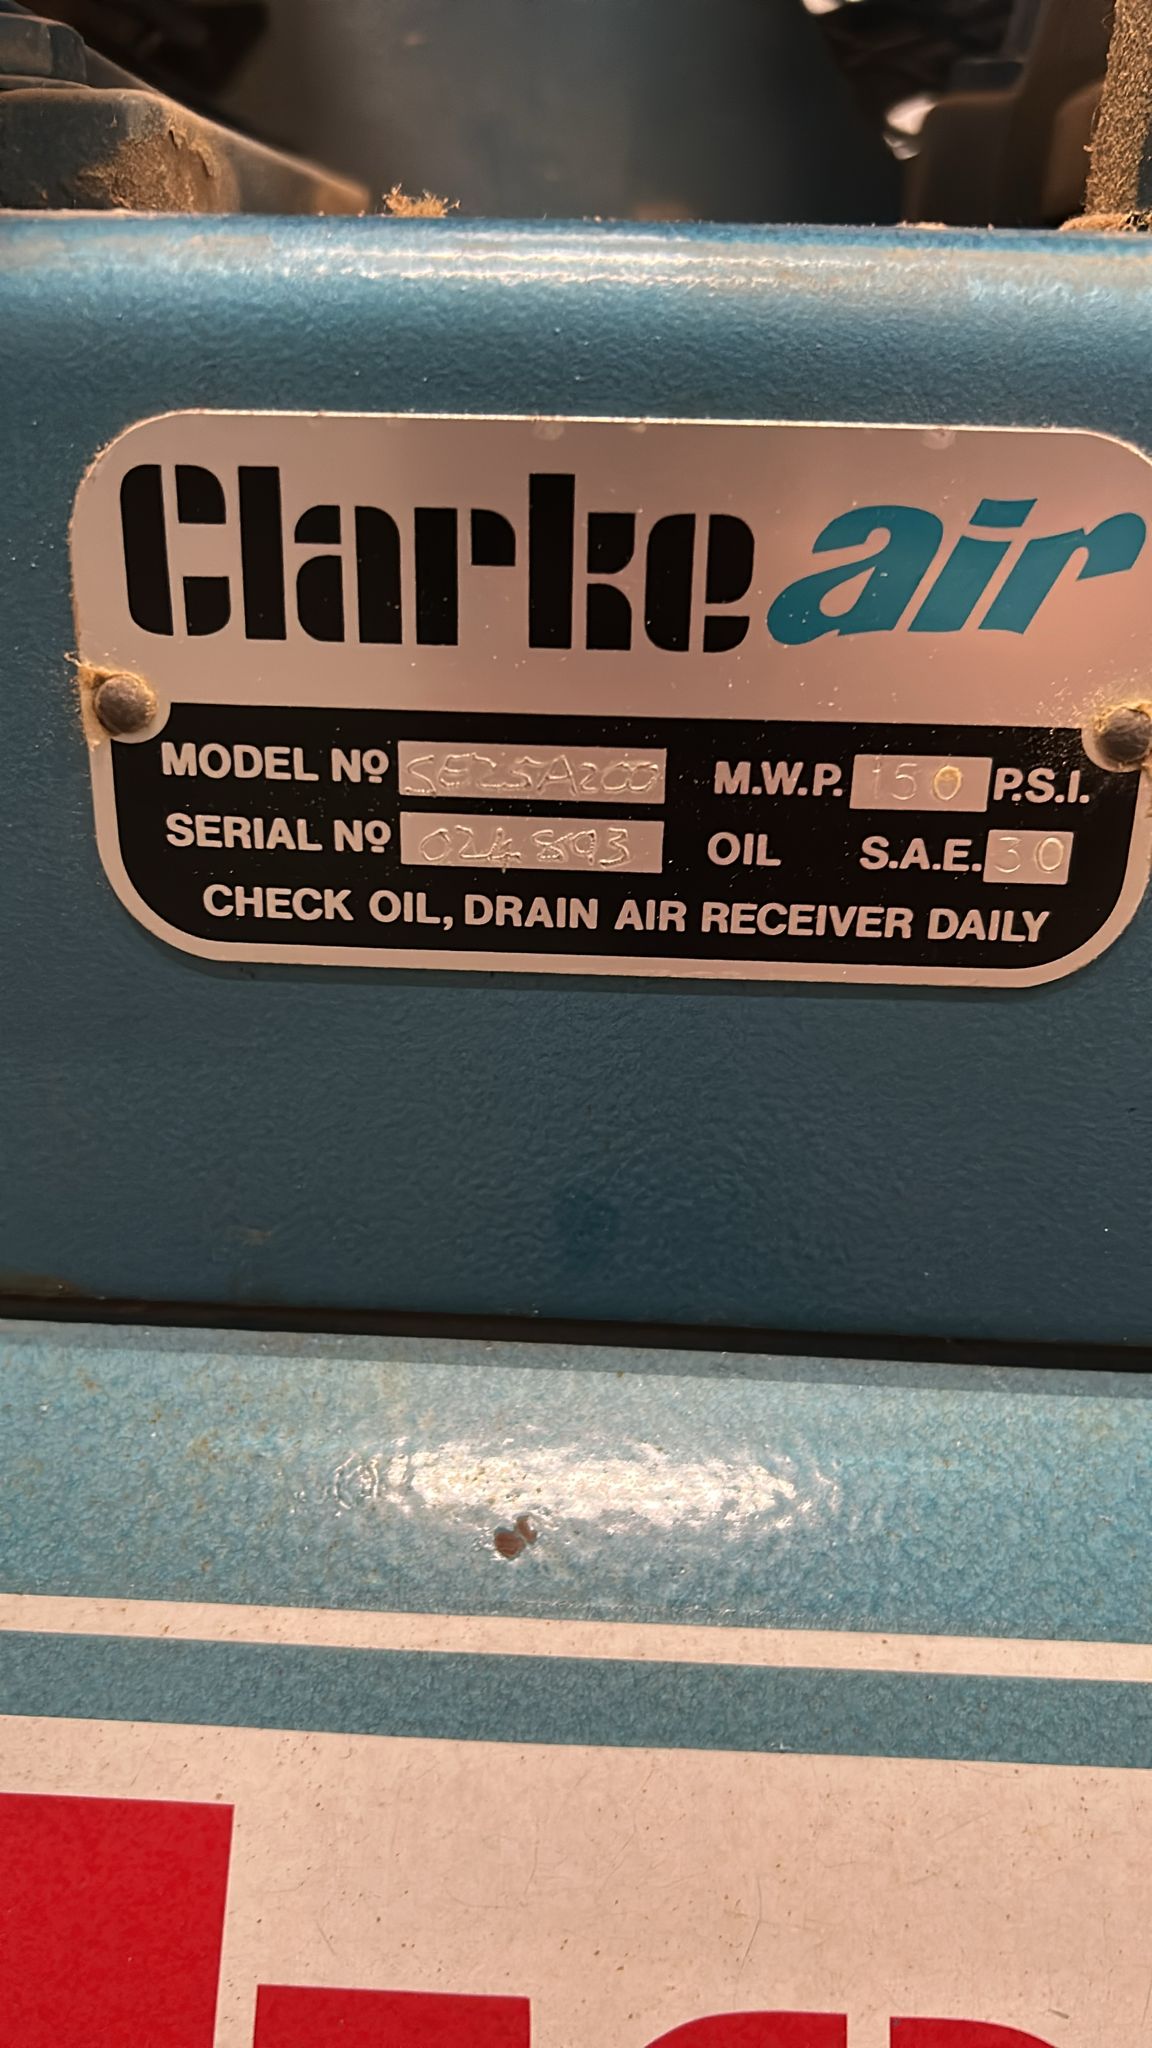 Clarke air
MODEL Nº SE25A200 M.W.P. 150 P.S.I.
SERIAL Nº 024893 OIL S.A.E. 30
CHECK OIL, DRAIN AIR RECEIVER DAILY